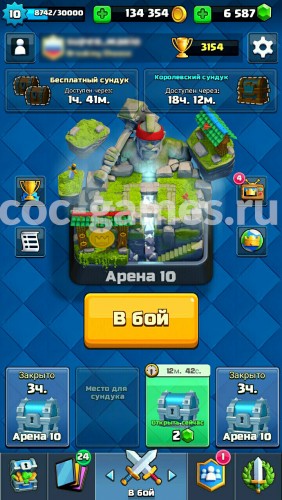 10 8742/30000 134 354 6 587
3154
Бесплатный сундук
Доступен через:
1ч. 41м.
Королевский сундук
Доступен через:
18ч. 12м.
4
coc-games.ru
Арена 10
В бой
Закрыто
3ч.
Арена 10
Место для
сундука
12м. 42с.
Открыть сейчас
2
Закрыто
3ч.
Арена 10
24
В бой
1